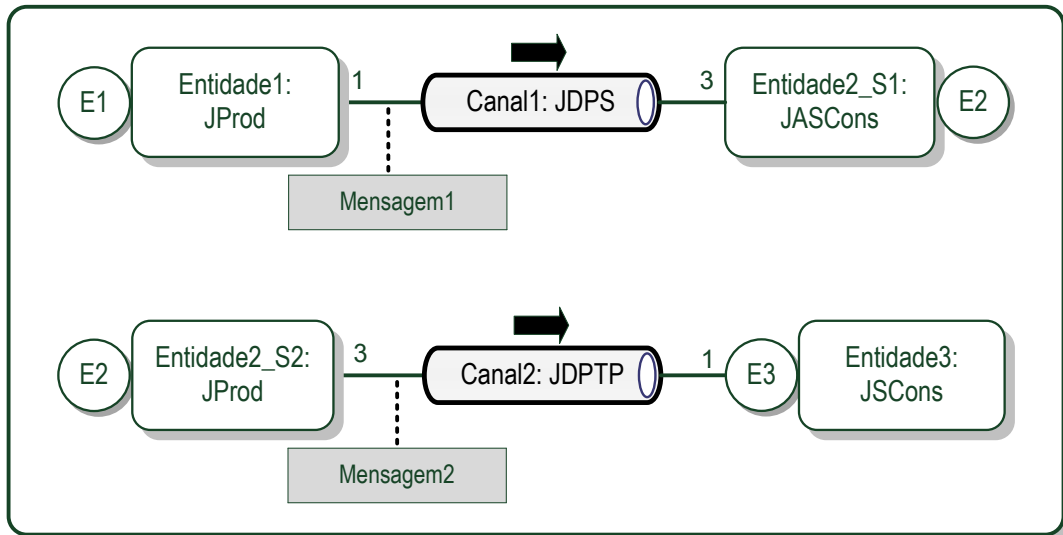 E1
Entidade1:
JProd
1
Canal1: JDPS
3
Entidade2_S1:
JASCons
E2
Mensagem1
E2
Entidade2_S2:
JProd
3
Canal2: JDPTP
1
E3
Entidade3:
JSCons
Mensagem2